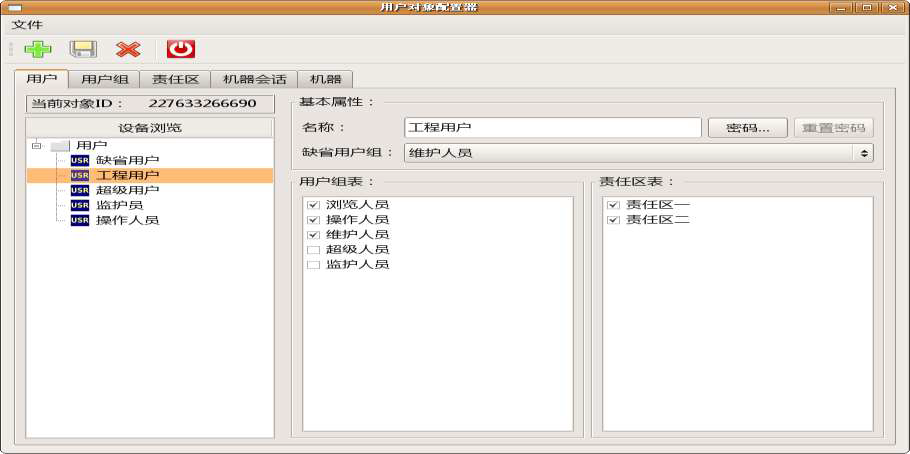 用户对象配置器
文件
用户 用户组 责任区 机器会话 机器
当前对象ID： 227633266690
设备浏览
用户
USR 缺省用户
USR 工程用户
USR 超级用户
USR 监护员
USR 操作人员
基本属性：
名称： 工程用户 密码... 重置密码
缺省用户组： 维护人员
用户组表：
浏览人员
操作人员
维护人员
超级人员
监护人员
责任区表：
责任区一
责任区二